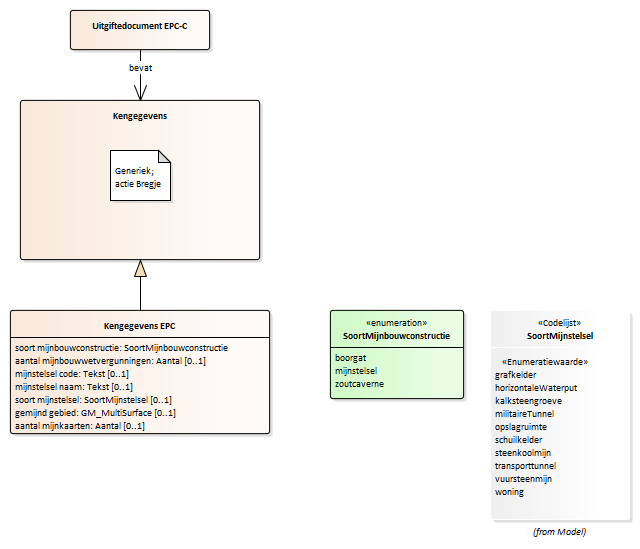 Uitgiftedocument EPC-C
bevat
Kengegevens
Generiek;
actie Bregje
Kengegevens EPC
soort mijnbouwconstructie: SoortMijnbouwconstructie
aantal mijnbouwwetvergunningen: Aantal [0..1]
mijnstelsel code: Tekst [0..1]
mijnstelsel naam: Tekst [0..1]
soort mijnstelsel: SoortMijnstelsel [0..1]
gemijnd gebied: GM_MultiSurface [0..1]
aantal mijnkaarten: Aantal [0..1]
«enumeration»
SoortMijnbouwconstructie
boorgat
mijnstelsel
zoutcaverne
«Codelijst»
SoortMijnstelsel
«Enumeratiewaarde»
grafkelder
horizontaleWaterput
kalksteengroeve
militaireTunnel
opslagruimte
schuilkelder
steenkoolmijn
transporttunnel
vuursteenmijn
woning
(from Model)